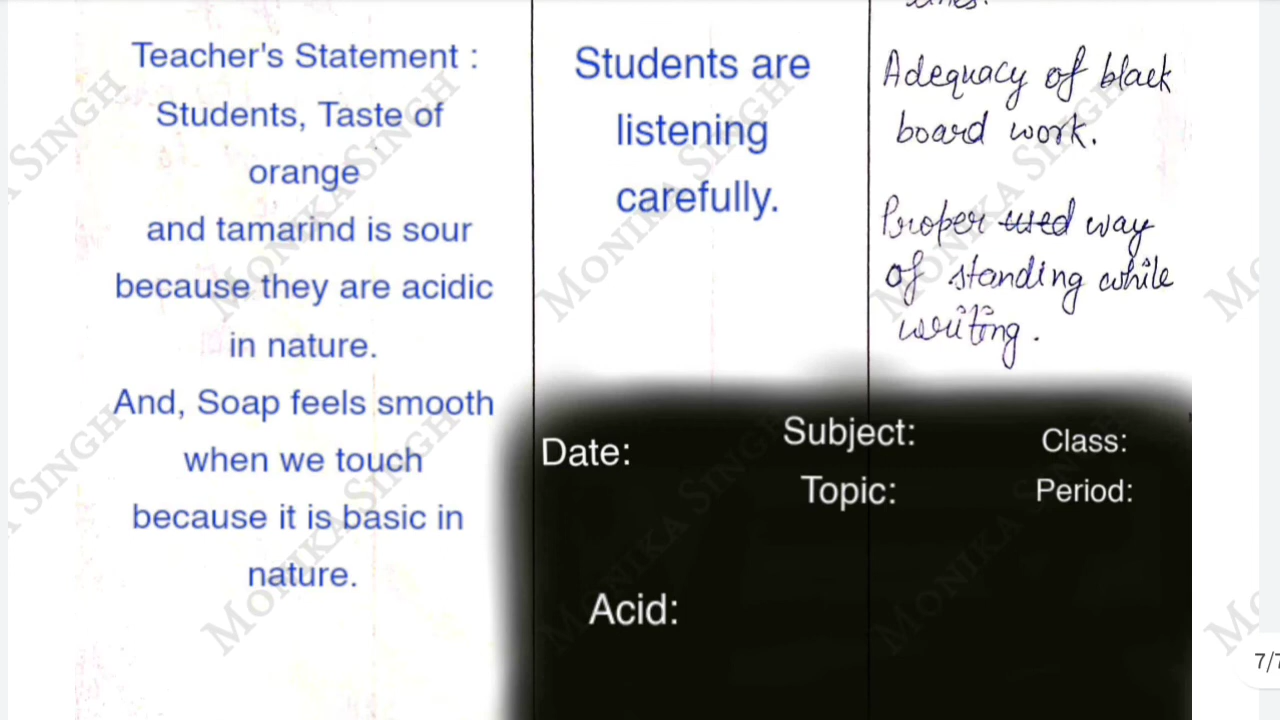 Teacher's Statement :
Students, Taste of
orange
and tamarind is sour
because they are acidic
in nature.
And, Soap feels smooth
when we touch
because it is basic in
nature.
Students are
listening
carefully.
Adequacy of black
board work.
Proper used way
of standing while
writing.
Date:
Subject:
Class:
Topic:
Period:
Acid:
MONIKA SINGH
7/7